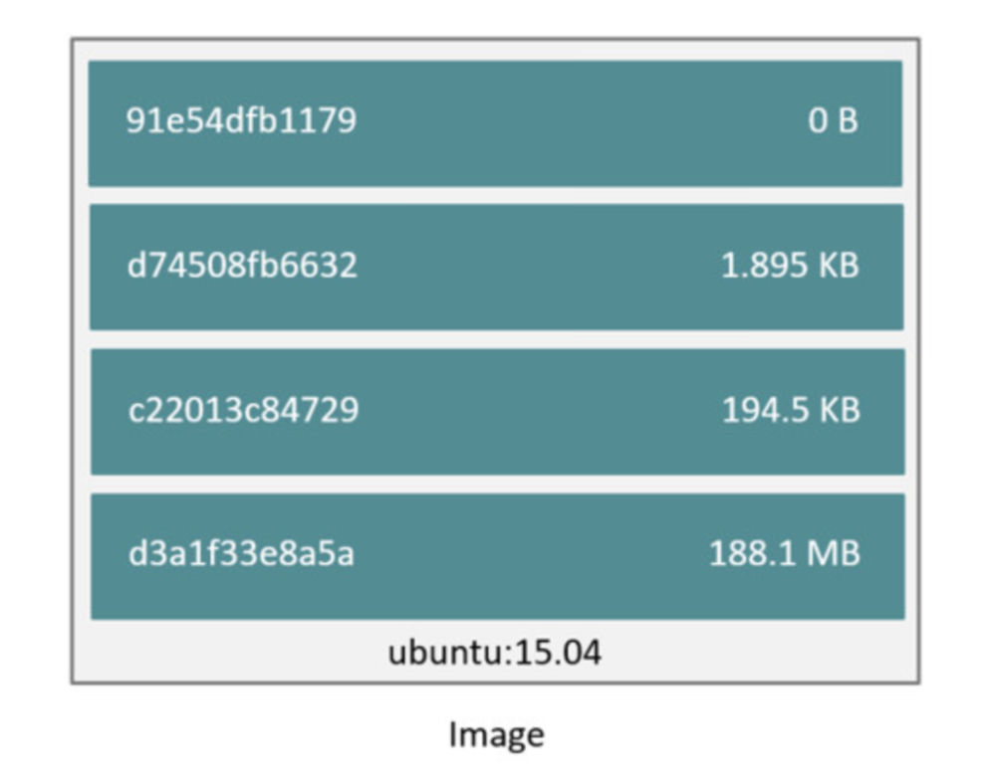 91e54dfb1179 0 B
d74508fb6632 1.895 KB
c22013c84729 194.5 KB
d3a1f33e8a5a 188.1 MB
ubuntu:15.04
Image